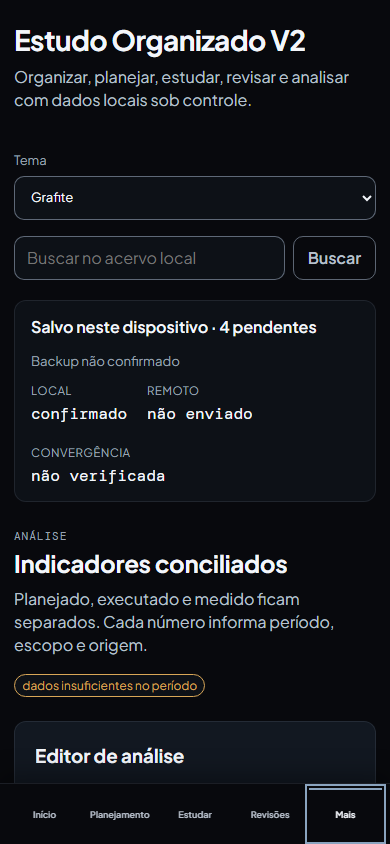 Estudo Organizado V2
Organizar, planejar, estudar, revisar e analisar
com dados locais sob controle.
Tema
Grafite
Buscar no acervo local
Buscar
Salvo neste dispositivo · 4 pendentes
Backup não confirmado
LOCAL
REMOTO
confirmado
não enviado
CONVERGÊNCIA
não verificada
ANÁLISE
Indicadores conciliados
Planejado, executado e medido ficam
separados. Cada número informa período,
escopo e origem.
dados insuficientes no período
Editor de análise
Início
Planejamento
Estudar
Revisões
Mais